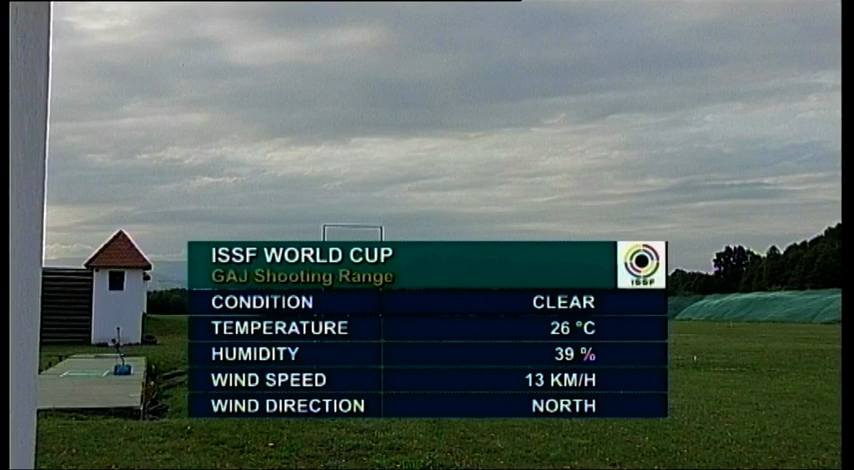 ISSF WORLD CUP
GAJ Shooting Range
ISSF
CONDITION CLEAR
TEMPERATURE 26 °C
HUMIDITY 39 %
WIND SPEED 13 KM/H
WIND DIRECTION NORTH